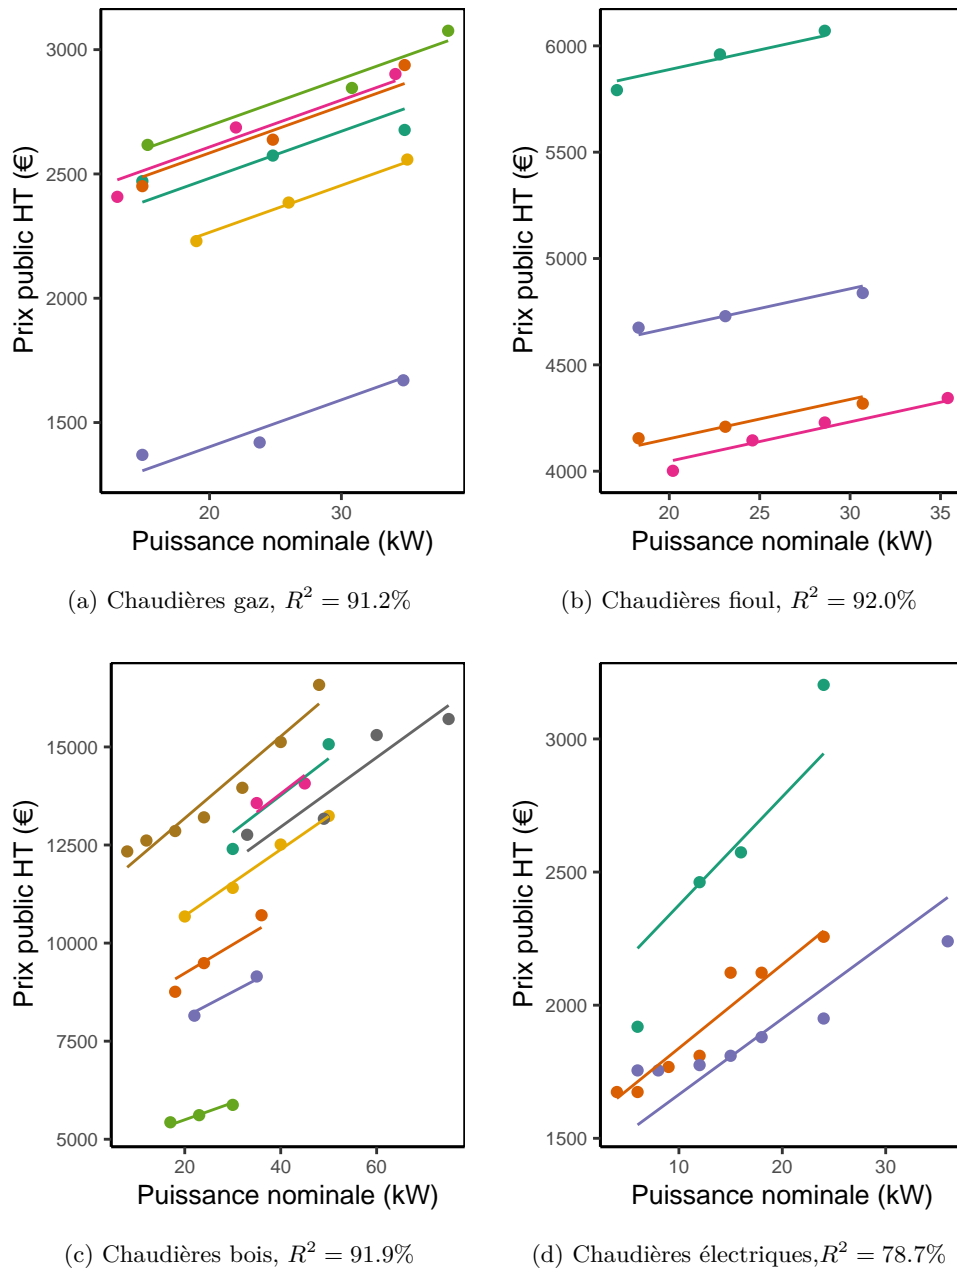 3000
2500
2000
1500
Prix public HT (€)
20
30
Puissance nominale (kW)
(a) Chaudières gaz, R² = 91.2%
6000
5500
5000
4500
4000
Prix public HT (€)
20
25
30
35
Puissance nominale (kW)
(b) Chaudières fioul, R² = 92.0%
15000
12500
10000
7500
5000
Prix public HT (€)
20
40
60
Puissance nominale (kW)
(c) Chaudières bois, R² = 91.9%
3000
2500
2000
1500
Prix public HT (€)
10
20
30
Puissance nominale (kW)
(d) Chaudières électriques,R² = 78.7%